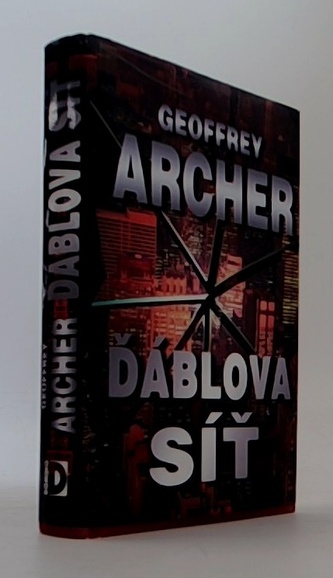 GEOFFREY
ARCHER
ĎÁBLOVA
SÍŤ
GEOFFREY
ARCHER ĎÁBLOVA SÍŤ
D